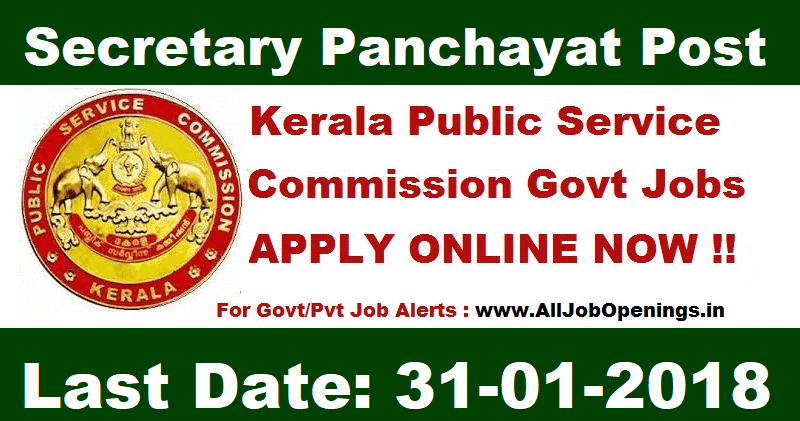 Secretary Panchayat Post
PUBLIC SERVICE COMMISSION
KERALA
Kerala Public Service
Commission Govt Jobs
APPLY ONLINE NOW !!
For Govt/Pvt Job Alerts : www.AllJobOpenings.in
Last Date: 31-01-2018